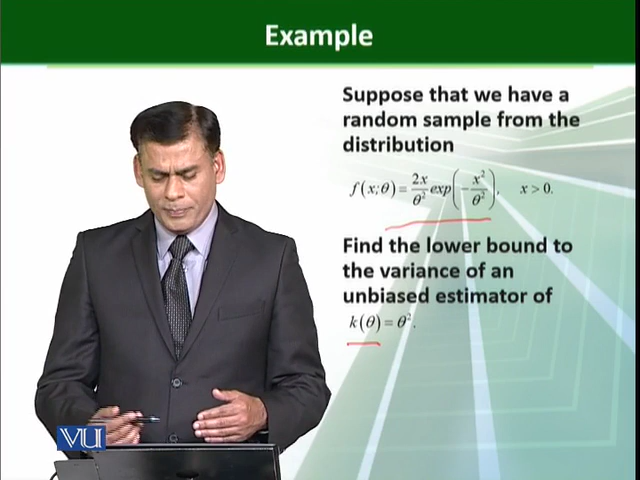 Example
Suppose that we have a
random sample from the
distribution
f(x;θ) = 2x/θ² exp(−x²/θ²), x > 0.
Find the lower bound to
the variance of an
unbiased estimator of
k(θ) = θ².
VU